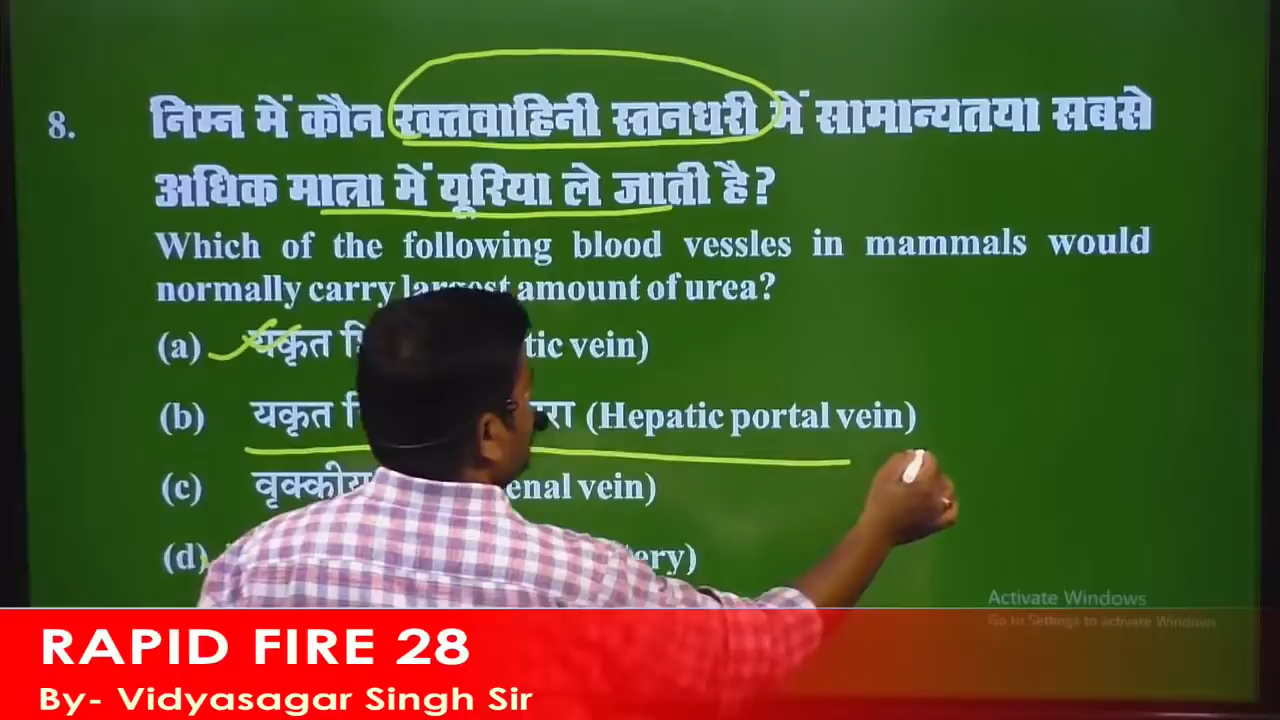 8. निम्न में कौन रक्तवाहिनी स्तनधरी में सामान्यतया सबसे
अधिक मात्रा में यूरिया ले जाती है?
Which of the following blood vessles in mammals would
normally carry largest amount of urea?
(a) यकृत tic vein)
(b) यकृत (Hepatic portal vein)
(c) वृक्कीय enal vein)
(d) ery)
Activate Windows
Go to Settings to activate Windows.
RAPID FIRE 28
By- Vidyasagar Singh Sir